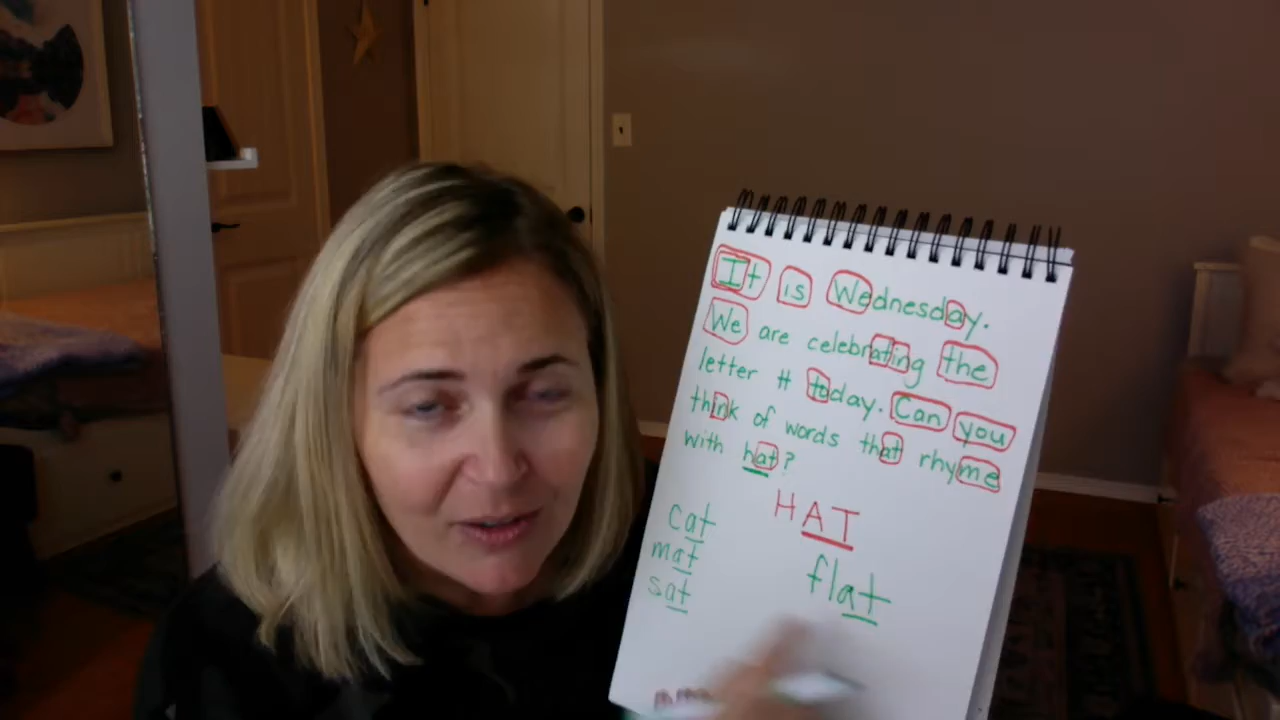 It is Wednesday.
We are celebrating the
letter H today. Can you
think of words that rhyme
with hat?
HAT
cat
mat
sat
flat